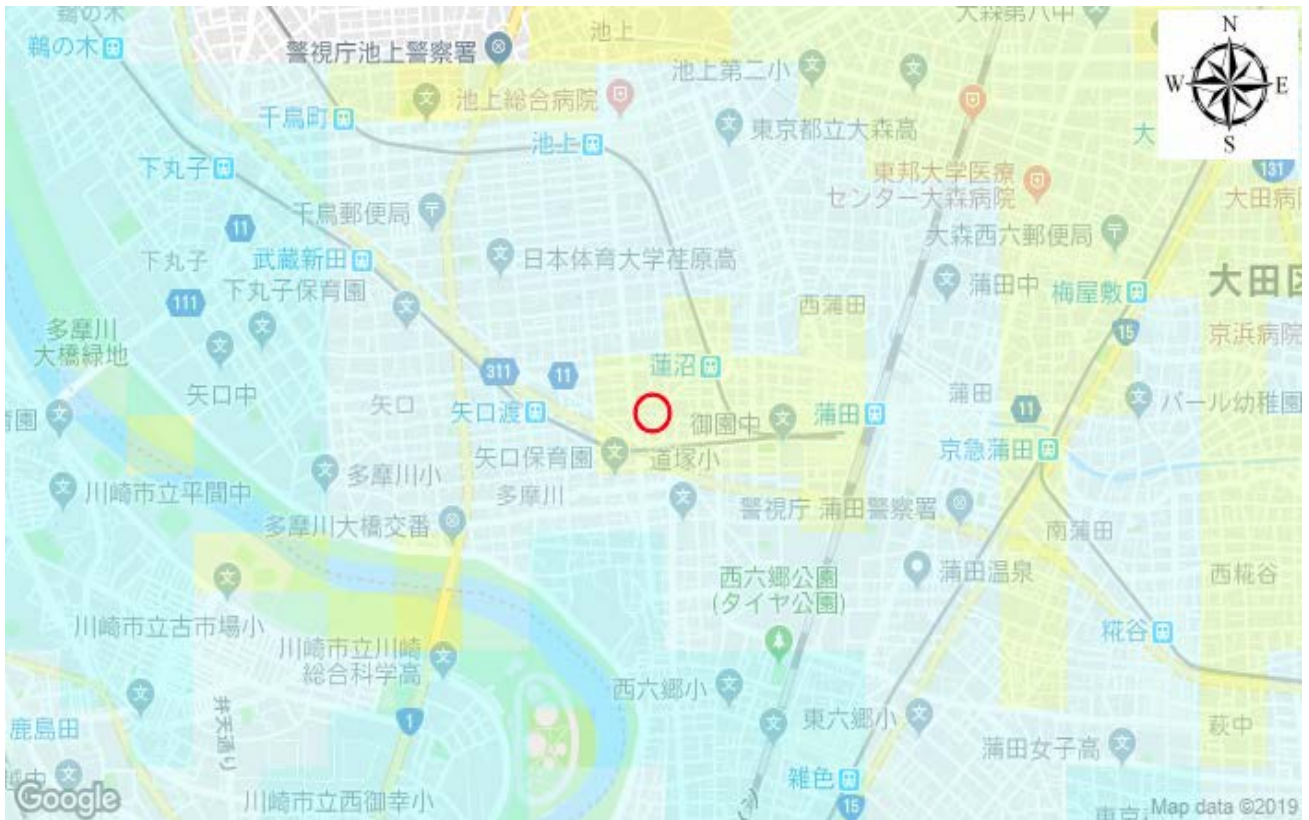 鵜の木
鵜の木
警視庁池上警察署
池上
大森第八中
N
W
E
S
池上第二小
池上総合病院
千鳥町
池上
東京都立大森高
大
131
下丸子
東邦大学医療
センター大森病院
大田病院
千鳥郵便局
11
大森西六郵便局
下丸子
武蔵新田
日本体育大学荏原高
蒲田中
梅屋敷
大田区
111
下丸子保育園
西蒲田
15
京浜病院
多摩川
大橋緑地
蓮沼
矢口中
311
11
蒲田
パール幼稚園
育園
矢口
矢口渡
御園中
蒲田
11
京急蒲田
矢口保育園
道塚小
多摩川小
川崎市立平間中
多摩川
警視庁 蒲田警察署
多摩川大橋交番
南蒲田
西六郷公園
(タイヤ公園)
蒲田温泉
西糀谷
川崎市立古市場小
糀谷
川崎市立川崎
総合科学高
西六郷小
東六郷小
鹿島田
井天通り
1
萩中
蒲田女子高
雑色
15
Google
川崎市立西御幸小
Map data ©2019